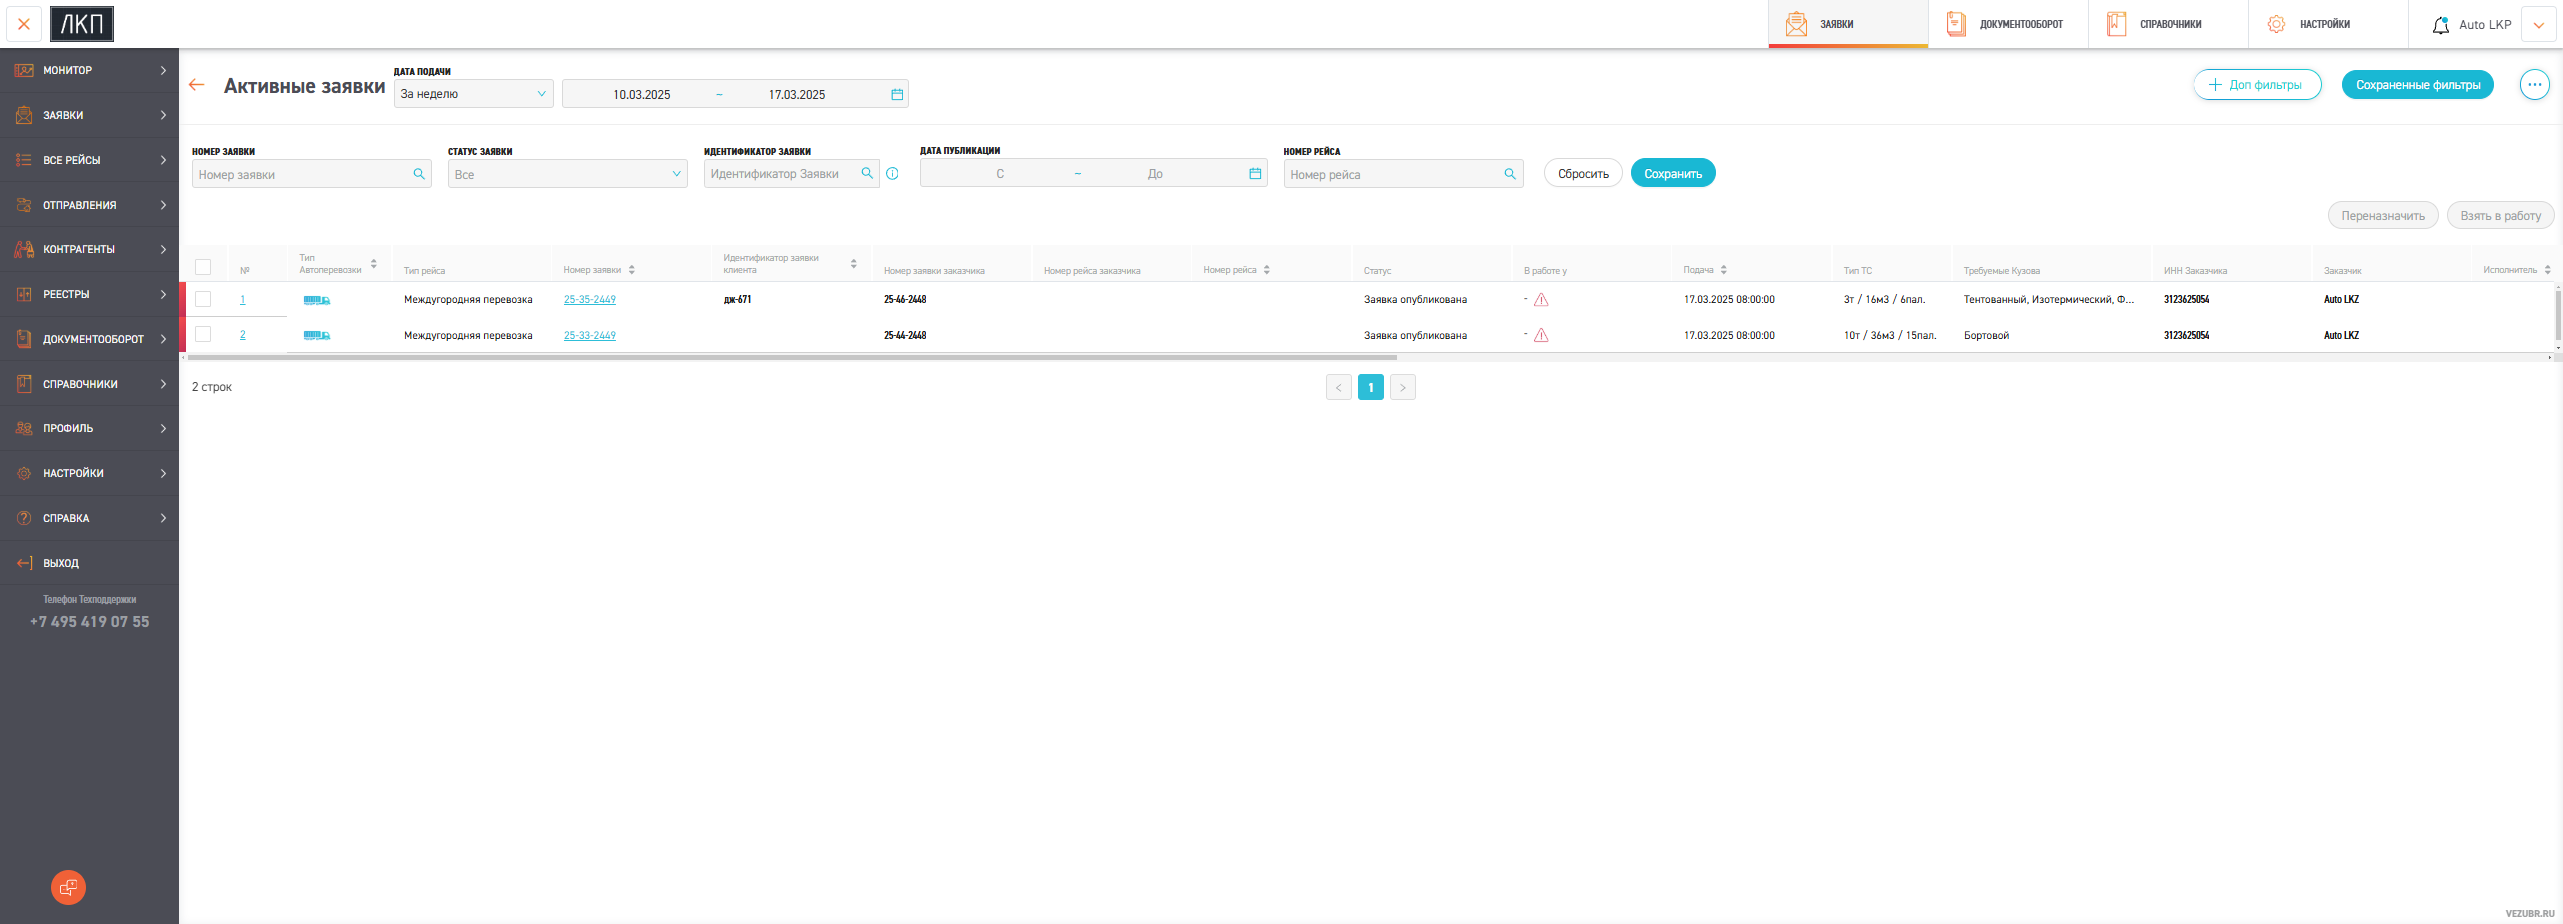 ЛКП
ЗАЯВКИ
ДОКУМЕНТООБОРОТ
СПРАВОЧНИКИ
НАСТРОЙКИ
Auto LKP
МОНИТОР
ЗАЯВКИ
ВСЕ РЕЙСЫ
ОТПРАВЛЕНИЯ
КОНТРАГЕНТЫ
РЕЕСТРЫ
ДОКУМЕНТООБОРОТ
СПРАВОЧНИКИ
ПРОФИЛЬ
НАСТРОЙКИ
СПРАВКА
ВЫХОД
Телефон Техподдержки
+7 495 419 07 55
Активные заявки
ДАТА ПОДАЧИ
За неделю
10.03.2025 ~ 17.03.2025
+ Доп фильтры
Сохраненные фильтры
НОМЕР ЗАЯВКИ
Номер заявки
СТАТУС ЗАЯВКИ
Все
ИДЕНТИФИКАТОР ЗАЯВКИ
Идентификатор Заявки
ДАТА ПУБЛИКАЦИИ
С ~ До
НОМЕР РЕЙСА
Номер рейса
Сбросить
Сохранить
Переназначить
Взять в работу
№
Тип
Автоперевозки
Тип рейса
Номер заявки
Идентификатор заявки
клиента
Номер заявки заказчика
Номер рейса заказчика
Номер рейса
Статус
В работе у
Подача
Тип ТС
Требуемые Кузова
ИНН Заказчика
Заказчик
Исполнитель
1 Междугородняя перевозка 25-35-2449 дж-671 25-46-2448 Заявка опубликована - 17.03.2025 08:00:00 3т / 16м3 / 6пал. Тентованный, Изотермический, Ф... 3123625054 Auto LKZ
2 Междугородняя перевозка 25-33-2449 25-44-2448 Заявка опубликована - 17.03.2025 08:00:00 10т / 36м3 / 15пал. Бортовой 3123625054 Auto LKZ
2 строк
< 1 >
VEZUBR.RU